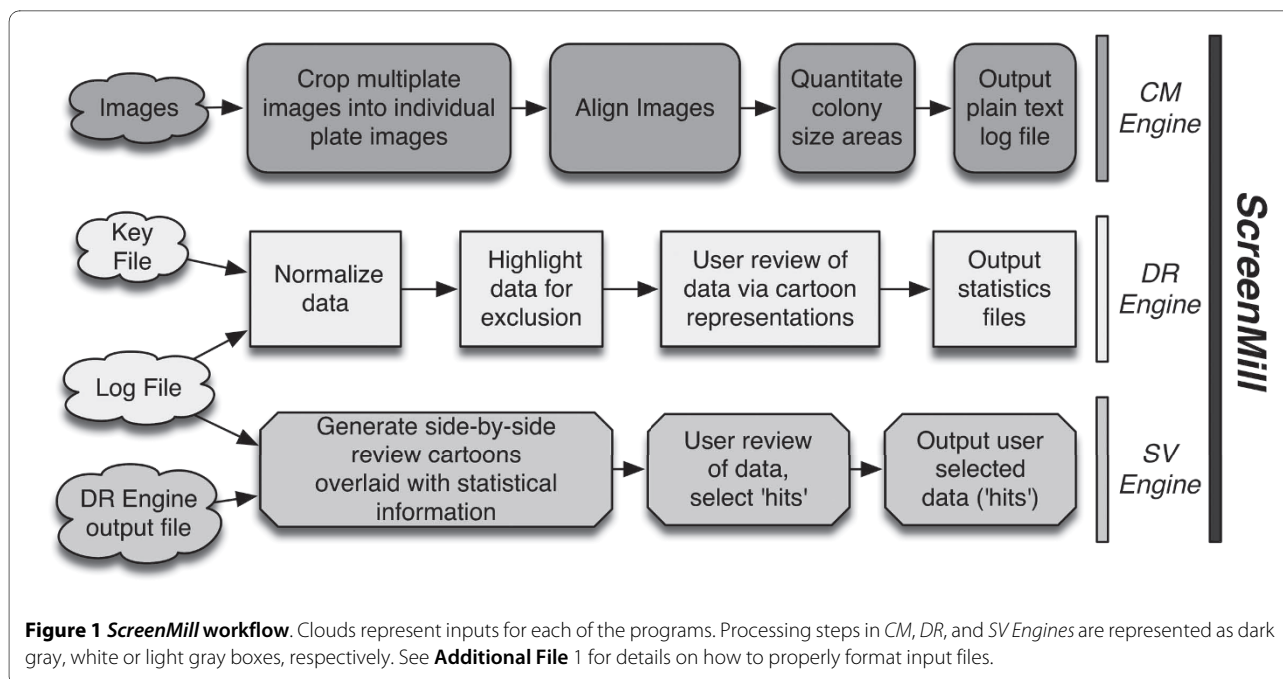 Images
Crop multiplate
images into individual
plate images
Align Images
Quantitate
colony
size areas
Output
plain text
log file
CM
Engine
Key
File
Normalize
data
Highlight
data for
exclusion
User review of
data via cartoon
representations
Output
statistics
files
DR
Engine
Log File
DR Engine
output file
Generate side-by-side
review cartoons
overlaid with statistical
information
User review
of data,
select 'hits'
Output user
selected
data ('hits')
SV
Engine
ScreenMill
Figure 1 ScreenMill workflow. Clouds represent inputs for each of the programs. Processing steps in CM, DR, and SV Engines are represented as dark
gray, white or light gray boxes, respectively. See Additional File 1 for details on how to properly format input files.